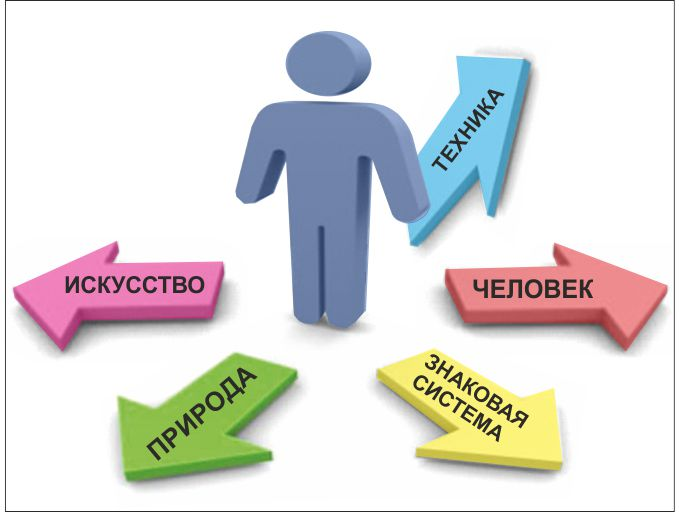 ТЕХНИКА
ИСКУССТВО
ЧЕЛОВЕК
ПРИРОДА
ЗНАКОВАЯ
СИСТЕМА